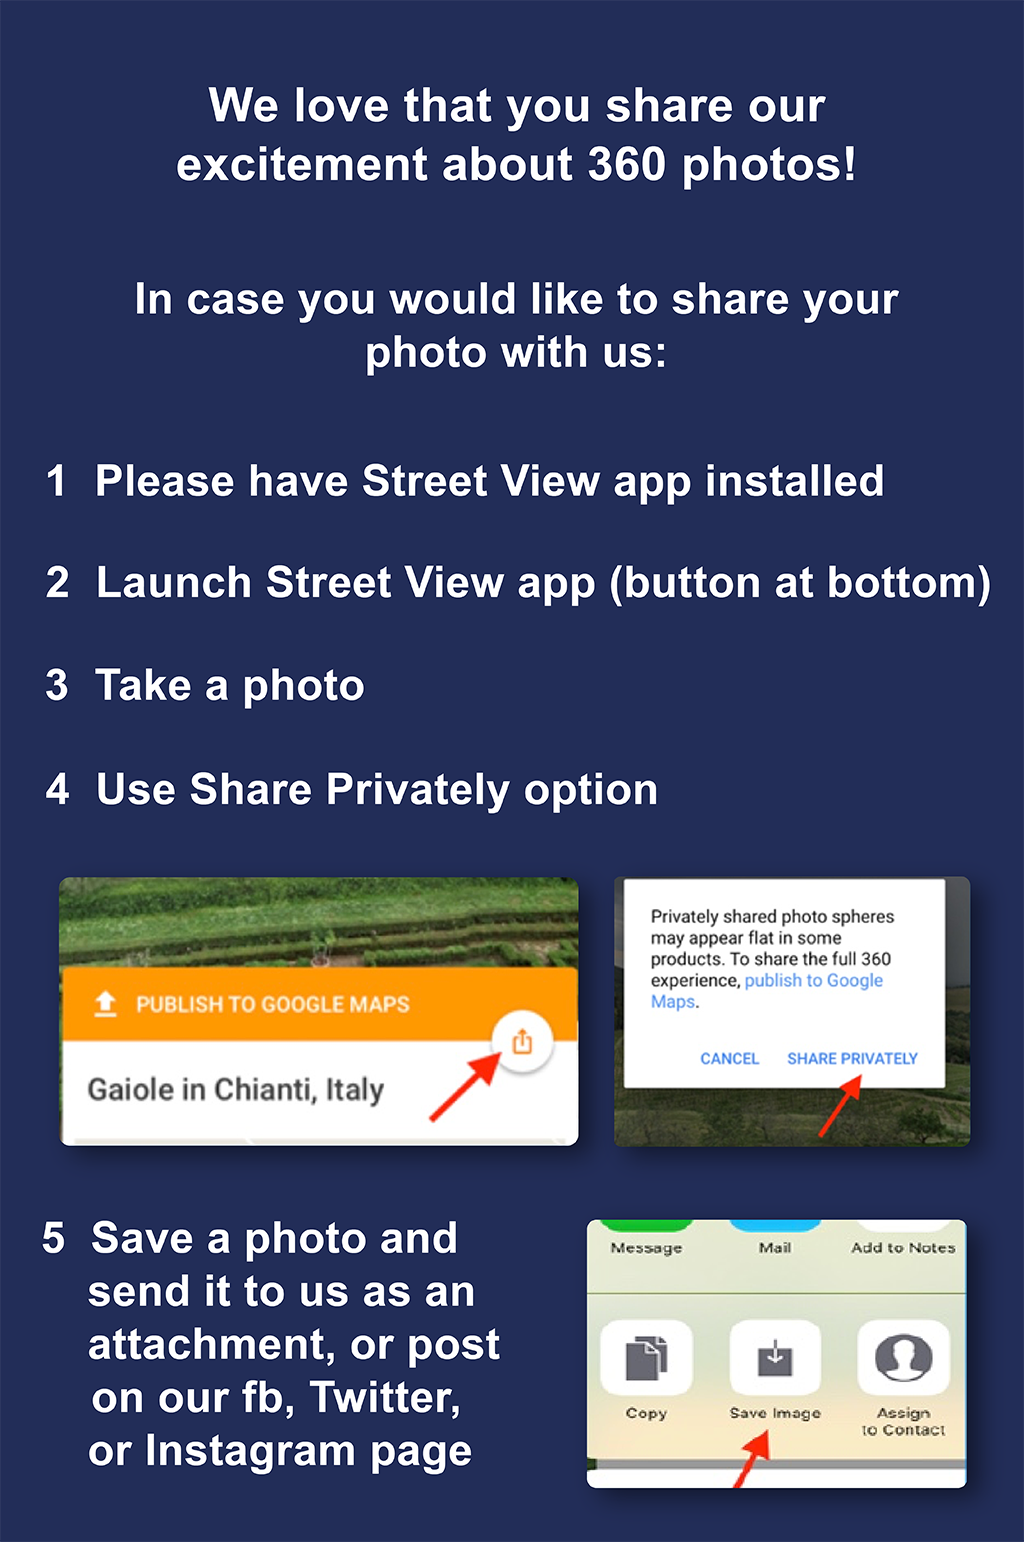 We love that you share our
excitement about 360 photos!
In case you would like to share your
photo with us:
1 Please have Street View app installed
2 Launch Street View app (button at bottom)
3 Take a photo
4 Use Share Privately option
PUBLISH TO GOOGLE MAPS
Gaiole in Chianti, Italy
Privately shared photo spheres
may appear flat in some
products. To share the full 360
experience, publish to Google
Maps.
CANCEL SHARE PRIVATELY
5 Save a photo and
send it to us as an
attachment, or post
on our fb, Twitter,
or Instagram page
Message Mail Add to Notes
Copy Save Image Assign
to Contact